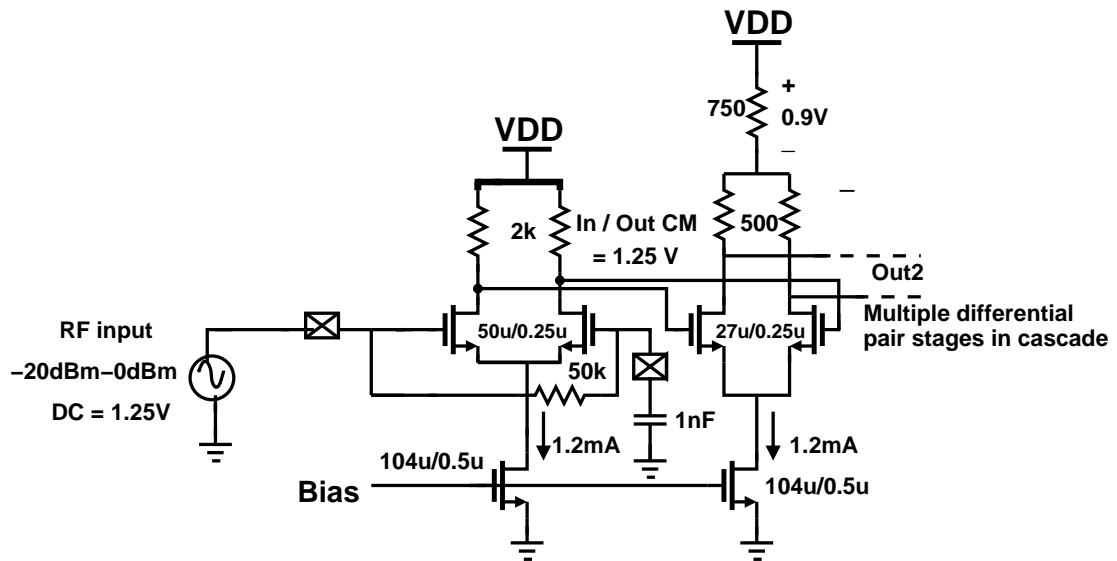 VDD
750
+
0.9V
–
VDD
–
2k
In / Out CM
= 1.25 V
500
Out2
RF input
–20dBm–0dBm
DC = 1.25V
50u/0.25u
27u/0.25u
Multiple differential
pair stages in cascade
50k
1nF
104u/0.5u
1.2mA
1.2mA
Bias
104u/0.5u